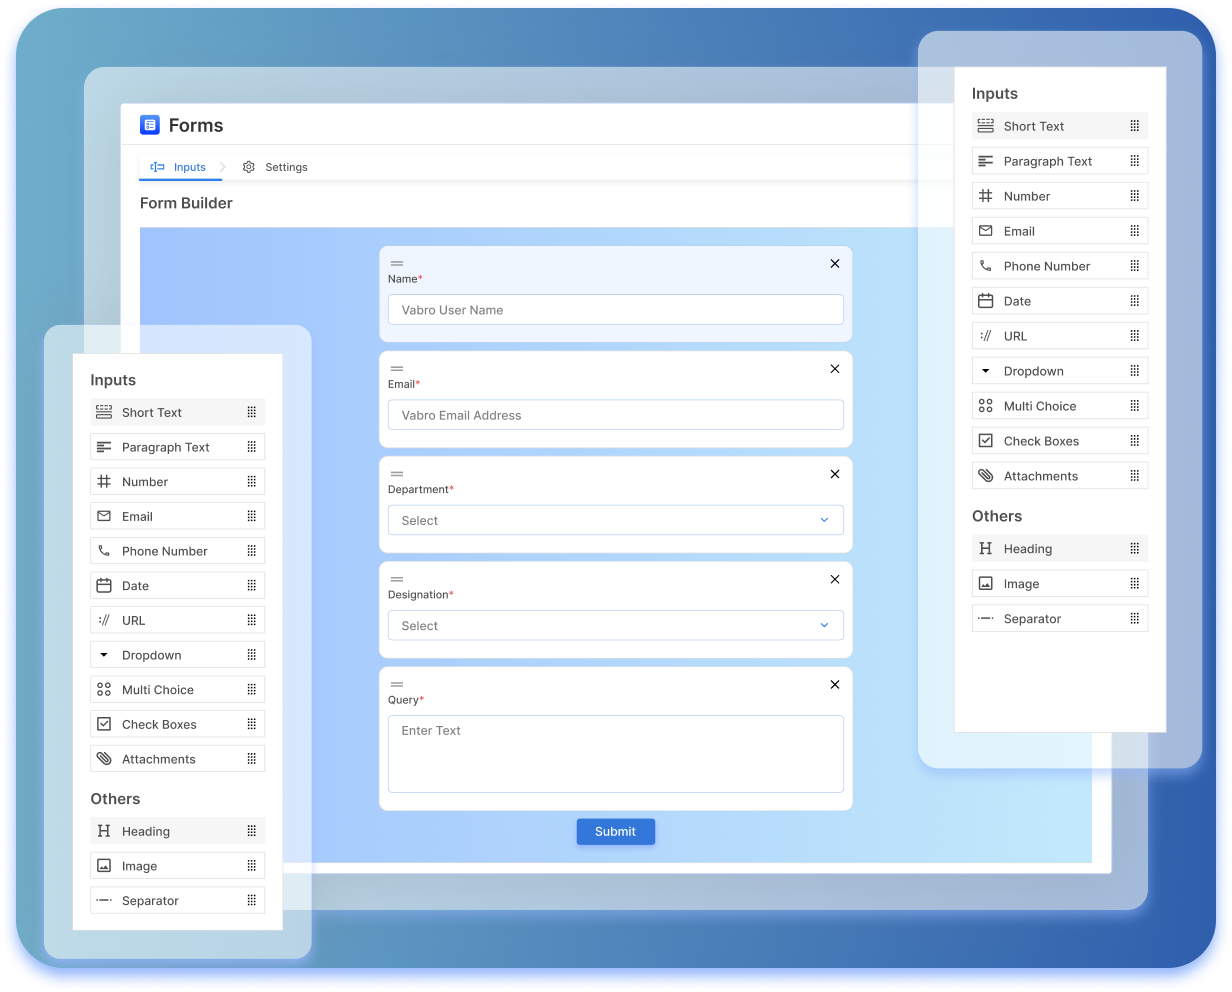 Forms
Inputs
Settings
Form Builder
Name*
Vabro User Name
Email*
Vabro Email Address
Department*
Select
Designation*
Select
Query*
Enter Text
Submit
Inputs
Short Text
Paragraph Text
Number
Email
Phone Number
Date
URL
Dropdown
Multi Choice
Check Boxes
Attachments
Others
Heading
Image
Separator
Inputs
Short Text
Paragraph Text
Number
Email
Phone Number
Date
URL
Dropdown
Multi Choice
Check Boxes
Attachments
Others
Heading
Image
Separator